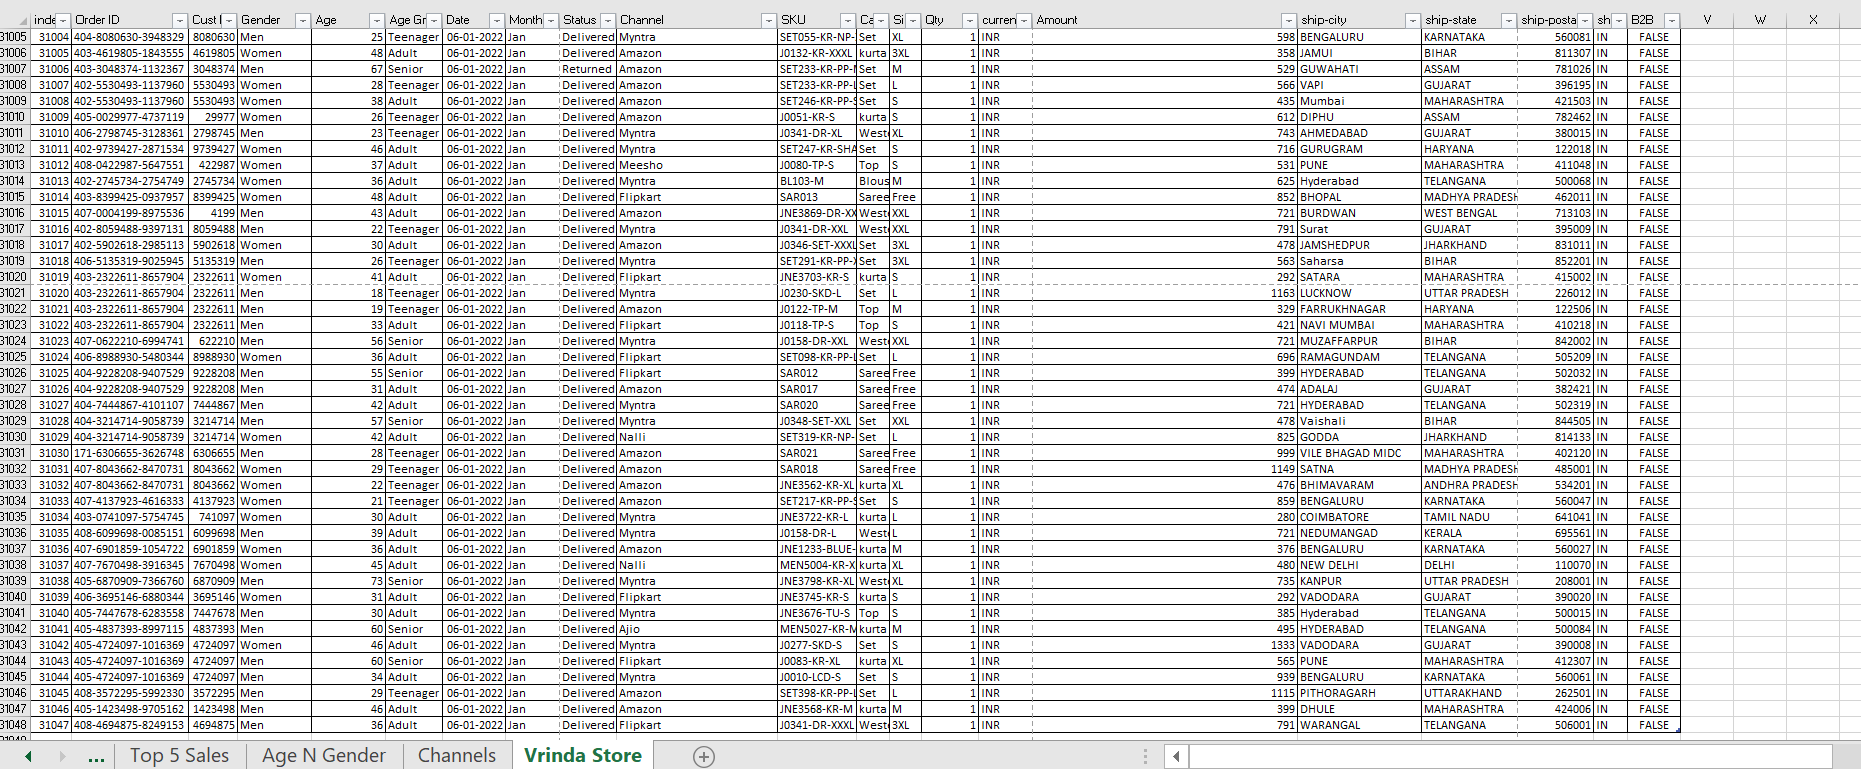 inde Order ID Cust I Gender Age Age Gr Date Month Status Channel SKU Ca Si Qty curren Amount ship-city ship-state ship-posta sh B2B V W X
31005 31004 404-8080630-3948329 8080630 Men 25 Teenager 06-01-2022 Jan Delivered Myntra SET055-KR-NP- Set XL 1 INR 598 BENGALURU KARNATAKA 560081 IN FALSE
31006 31005 403-4619805-1843555 4619805 Women 48 Adult 06-01-2022 Jan Delivered Amazon J0132-KR-XXXL kurta 3XL 1 INR 358 JAMUI BIHAR 811307 IN FALSE
31007 31006 403-3048374-1132367 3048374 Men 67 Senior 06-01-2022 Jan Returned Amazon SET233-KR-PP- Set M 1 INR 529 GUWAHATI ASSAM 781026 IN FALSE
31008 31007 402-5530493-1137960 5530493 Women 28 Teenager 06-01-2022 Jan Delivered Amazon SET233-KR-PP-L Set L 1 INR 566 VAPI GUJARAT 396195 IN FALSE
31009 31008 402-5530493-1137960 5530493 Women 38 Adult 06-01-2022 Jan Delivered Amazon SET246-KR-PP-S Set S 1 INR 435 Mumbai MAHARASHTRA 421503 IN FALSE
31010 31009 405-0029977-4737119 29977 Women 26 Teenager 06-01-2022 Jan Delivered Amazon J0051-KR-S kurta S 1 INR 612 DIPHU ASSAM 782462 IN FALSE
31011 31010 406-2798745-3128361 2798745 Men 23 Teenager 06-01-2022 Jan Delivered Myntra J0341-DR-XL West XL 1 INR 743 AHMEDABAD GUJARAT 380015 IN FALSE
31012 31011 402-9739427-2871534 9739427 Women 46 Adult 06-01-2022 Jan Delivered Myntra SET247-KR-SHA Set S 1 INR 716 GURUGRAM HARYANA 122018 IN FALSE
31013 31012 408-0422987-5647551 422987 Women 37 Adult 06-01-2022 Jan Delivered Meesho J0080-TP-S Top S 1 INR 531 PUNE MAHARASHTRA 411048 IN FALSE
31014 31013 402-2745734-2754749 2745734 Women 36 Adult 06-01-2022 Jan Delivered Myntra BL103-M Blous M 1 INR 625 Hyderabad TELANGANA 500068 IN FALSE
31015 31014 403-8399425-0937957 8399425 Women 48 Adult 06-01-2022 Jan Delivered Flipkart SAR013 Saree Free 1 INR 852 BHOPAL MADHYA PRADESH 462011 IN FALSE
31016 31015 407-0004199-8975536 4199 Men 43 Adult 06-01-2022 Jan Delivered Amazon JNE3869-DR-XX West XXL 1 INR 721 BURDWAN WEST BENGAL 713103 IN FALSE
31017 31016 402-8059488-9397131 8059488 Men 22 Teenager 06-01-2022 Jan Delivered Myntra J0341-DR-XXL West XXL 1 INR 791 Surat GUJARAT 395009 IN FALSE
31018 31017 402-5902618-2985113 5902618 Women 30 Adult 06-01-2022 Jan Delivered Amazon J0346-SET-XXXL Set 3XL 1 INR 478 JAMSHEDPUR JHARKHAND 831011 IN FALSE
31019 31018 406-5135319-9025945 5135319 Men 26 Teenager 06-01-2022 Jan Delivered Myntra SET291-KR-PP-X Set 3XL 1 INR 563 Saharsa BIHAR 852201 IN FALSE
31020 31019 403-2322611-8657904 2322611 Women 41 Adult 06-01-2022 Jan Delivered Flipkart JNE3703-KR-S kurta S 1 INR 292 SATARA MAHARASHTRA 415002 IN FALSE
31021 31020 403-2322611-8657904 2322611 Men 18 Teenager 06-01-2022 Jan Delivered Myntra J0230-SKD-L Set L 1 INR 1163 LUCKNOW UTTAR PRADESH 226012 IN FALSE
31022 31021 403-2322611-8657904 2322611 Men 19 Teenager 06-01-2022 Jan Delivered Myntra J0122-TP-M Top M 1 INR 329 FARRUKHNAGAR HARYANA 122506 IN FALSE
31023 31022 403-2322611-8657904 2322611 Men 33 Adult 06-01-2022 Jan Delivered Flipkart J0118-TP-S Top S 1 INR 421 NAVI MUMBAI MAHARASHTRA 410218 IN FALSE
31024 31023 407-0622210-6994741 622210 Men 56 Senior 06-01-2022 Jan Delivered Myntra J0158-DR-XXL West XXL 1 INR 721 MUZAFFARPUR BIHAR 842002 IN FALSE
31025 31024 406-8988930-5480344 8988930 Women 36 Adult 06-01-2022 Jan Delivered Flipkart SET098-KR-PP-L Set L 1 INR 696 RAMAGUNDAM TELANGANA 505209 IN FALSE
31026 31025 404-9228208-9407529 9228208 Men 55 Senior 06-01-2022 Jan Delivered Flipkart SAR012 Saree Free 1 INR 399 HYDERABAD TELANGANA 502032 IN FALSE
31027 31026 404-9228208-9407529 9228208 Men 31 Adult 06-01-2022 Jan Delivered Amazon SAR017 Saree Free 1 INR 474 ADALAJ GUJARAT 382421 IN FALSE
31028 31027 404-7444867-4101107 7444867 Men 42 Adult 06-01-2022 Jan Delivered Myntra SAR020 Saree Free 1 INR 721 HYDERABAD TELANGANA 502319 IN FALSE
31029 31028 404-3214714-9058739 3214714 Men 57 Senior 06-01-2022 Jan Delivered Myntra J0348-SET-XXL Set XXL 1 INR 478 Vaishali BIHAR 844505 IN FALSE
31030 31029 404-3214714-9058739 3214714 Women 42 Adult 06-01-2022 Jan Delivered Nalli SET319-KR-NP- Set L 1 INR 825 GODDA JHARKHAND 814133 IN FALSE
31031 31030 171-6306655-3626748 6306655 Men 28 Teenager 06-01-2022 Jan Delivered Amazon SAR021 Saree Free 1 INR 999 VILE BHAGAD MIDC MAHARASHTRA 402120 IN FALSE
31032 31031 407-8043662-8470731 8043662 Women 29 Teenager 06-01-2022 Jan Delivered Myntra SAR018 Saree Free 1 INR 1149 SATNA MADHYA PRADESH 485001 IN FALSE
31033 31032 407-8043662-8470731 8043662 Women 22 Teenager 06-01-2022 Jan Delivered Amazon JNE3562-KR-XL kurta XL 1 INR 476 BHIMAVARAM ANDHRA PRADESH 534201 IN FALSE
31034 31033 407-4137923-4616333 4137923 Women 21 Teenager 06-01-2022 Jan Delivered Amazon SET217-KR-PP-S Set S 1 INR 859 BENGALURU KARNATAKA 560047 IN FALSE
31035 31034 403-0741097-5754745 741097 Women 30 Adult 06-01-2022 Jan Delivered Myntra JNE3722-KR-L kurta L 1 INR 280 COIMBATORE TAMIL NADU 641041 IN FALSE
31036 31035 408-6099698-0085151 6099698 Men 39 Adult 06-01-2022 Jan Delivered Myntra J0158-DR-L West L 1 INR 721 NEDUMANGAD KERALA 695561 IN FALSE
31037 31036 407-6901859-1054722 6901859 Women 36 Adult 06-01-2022 Jan Delivered Amazon JNE1233-BLUE- kurta M 1 INR 376 BENGALURU KARNATAKA 560027 IN FALSE
31038 31037 407-7670498-3916345 7670498 Women 45 Adult 06-01-2022 Jan Delivered Nalli MEN5004-KR-X kurta XL 1 INR 480 NEW DELHI DELHI 110070 IN FALSE
31039 31038 405-6870909-7366760 6870909 Men 73 Senior 06-01-2022 Jan Delivered Myntra JNE3798-KR-XL West XL 1 INR 735 KANPUR UTTAR PRADESH 208001 IN FALSE
31040 31039 406-3695146-6880344 3695146 Women 31 Adult 06-01-2022 Jan Delivered Flipkart JNE3745-KR-S kurta S 1 INR 292 VADODARA GUJARAT 390020 IN FALSE
31041 31040 405-7447678-6283558 7447678 Men 30 Adult 06-01-2022 Jan Delivered Myntra JNE3676-TU-S Top S 1 INR 385 Hyderabad TELANGANA 500015 IN FALSE
31042 31041 405-4837393-8997115 4837393 Men 60 Senior 06-01-2022 Jan Delivered Ajio MEN5027-KR-M kurta M 1 INR 495 HYDERABAD TELANGANA 500084 IN FALSE
31043 31042 405-4724097-1016369 4724097 Women 46 Adult 06-01-2022 Jan Delivered Myntra J0277-SKD-S Set S 1 INR 1333 VADODARA GUJARAT 390008 IN FALSE
31044 31043 405-4724097-1016369 4724097 Men 60 Senior 06-01-2022 Jan Delivered Flipkart J0083-KR-XL kurta XL 1 INR 565 PUNE MAHARASHTRA 412307 IN FALSE
31045 31044 405-4724097-1016369 4724097 Men 34 Adult 06-01-2022 Jan Delivered Myntra J0010-LCD-S Set S 1 INR 939 BENGALURU KARNATAKA 560061 IN FALSE
31046 31045 408-3572295-5992330 3572295 Men 29 Teenager 06-01-2022 Jan Delivered Amazon SET398-KR-PP-L Set L 1 INR 1115 PITHORAGARH UTTARAKHAND 262501 IN FALSE
31047 31046 405-1423498-9705162 1423498 Men 46 Adult 06-01-2022 Jan Delivered Amazon JNE3568-KR-M kurta M 1 INR 399 DHULE MAHARASHTRA 424006 IN FALSE
31048 31047 408-4694875-8249153 4694875 Men 36 Adult 06-01-2022 Jan Delivered Flipkart J0341-DR-XXXL West 3XL 1 INR 791 WARANGAL TELANGANA 506001 IN FALSE
... Top 5 Sales Age N Gender Channels Vrinda Store